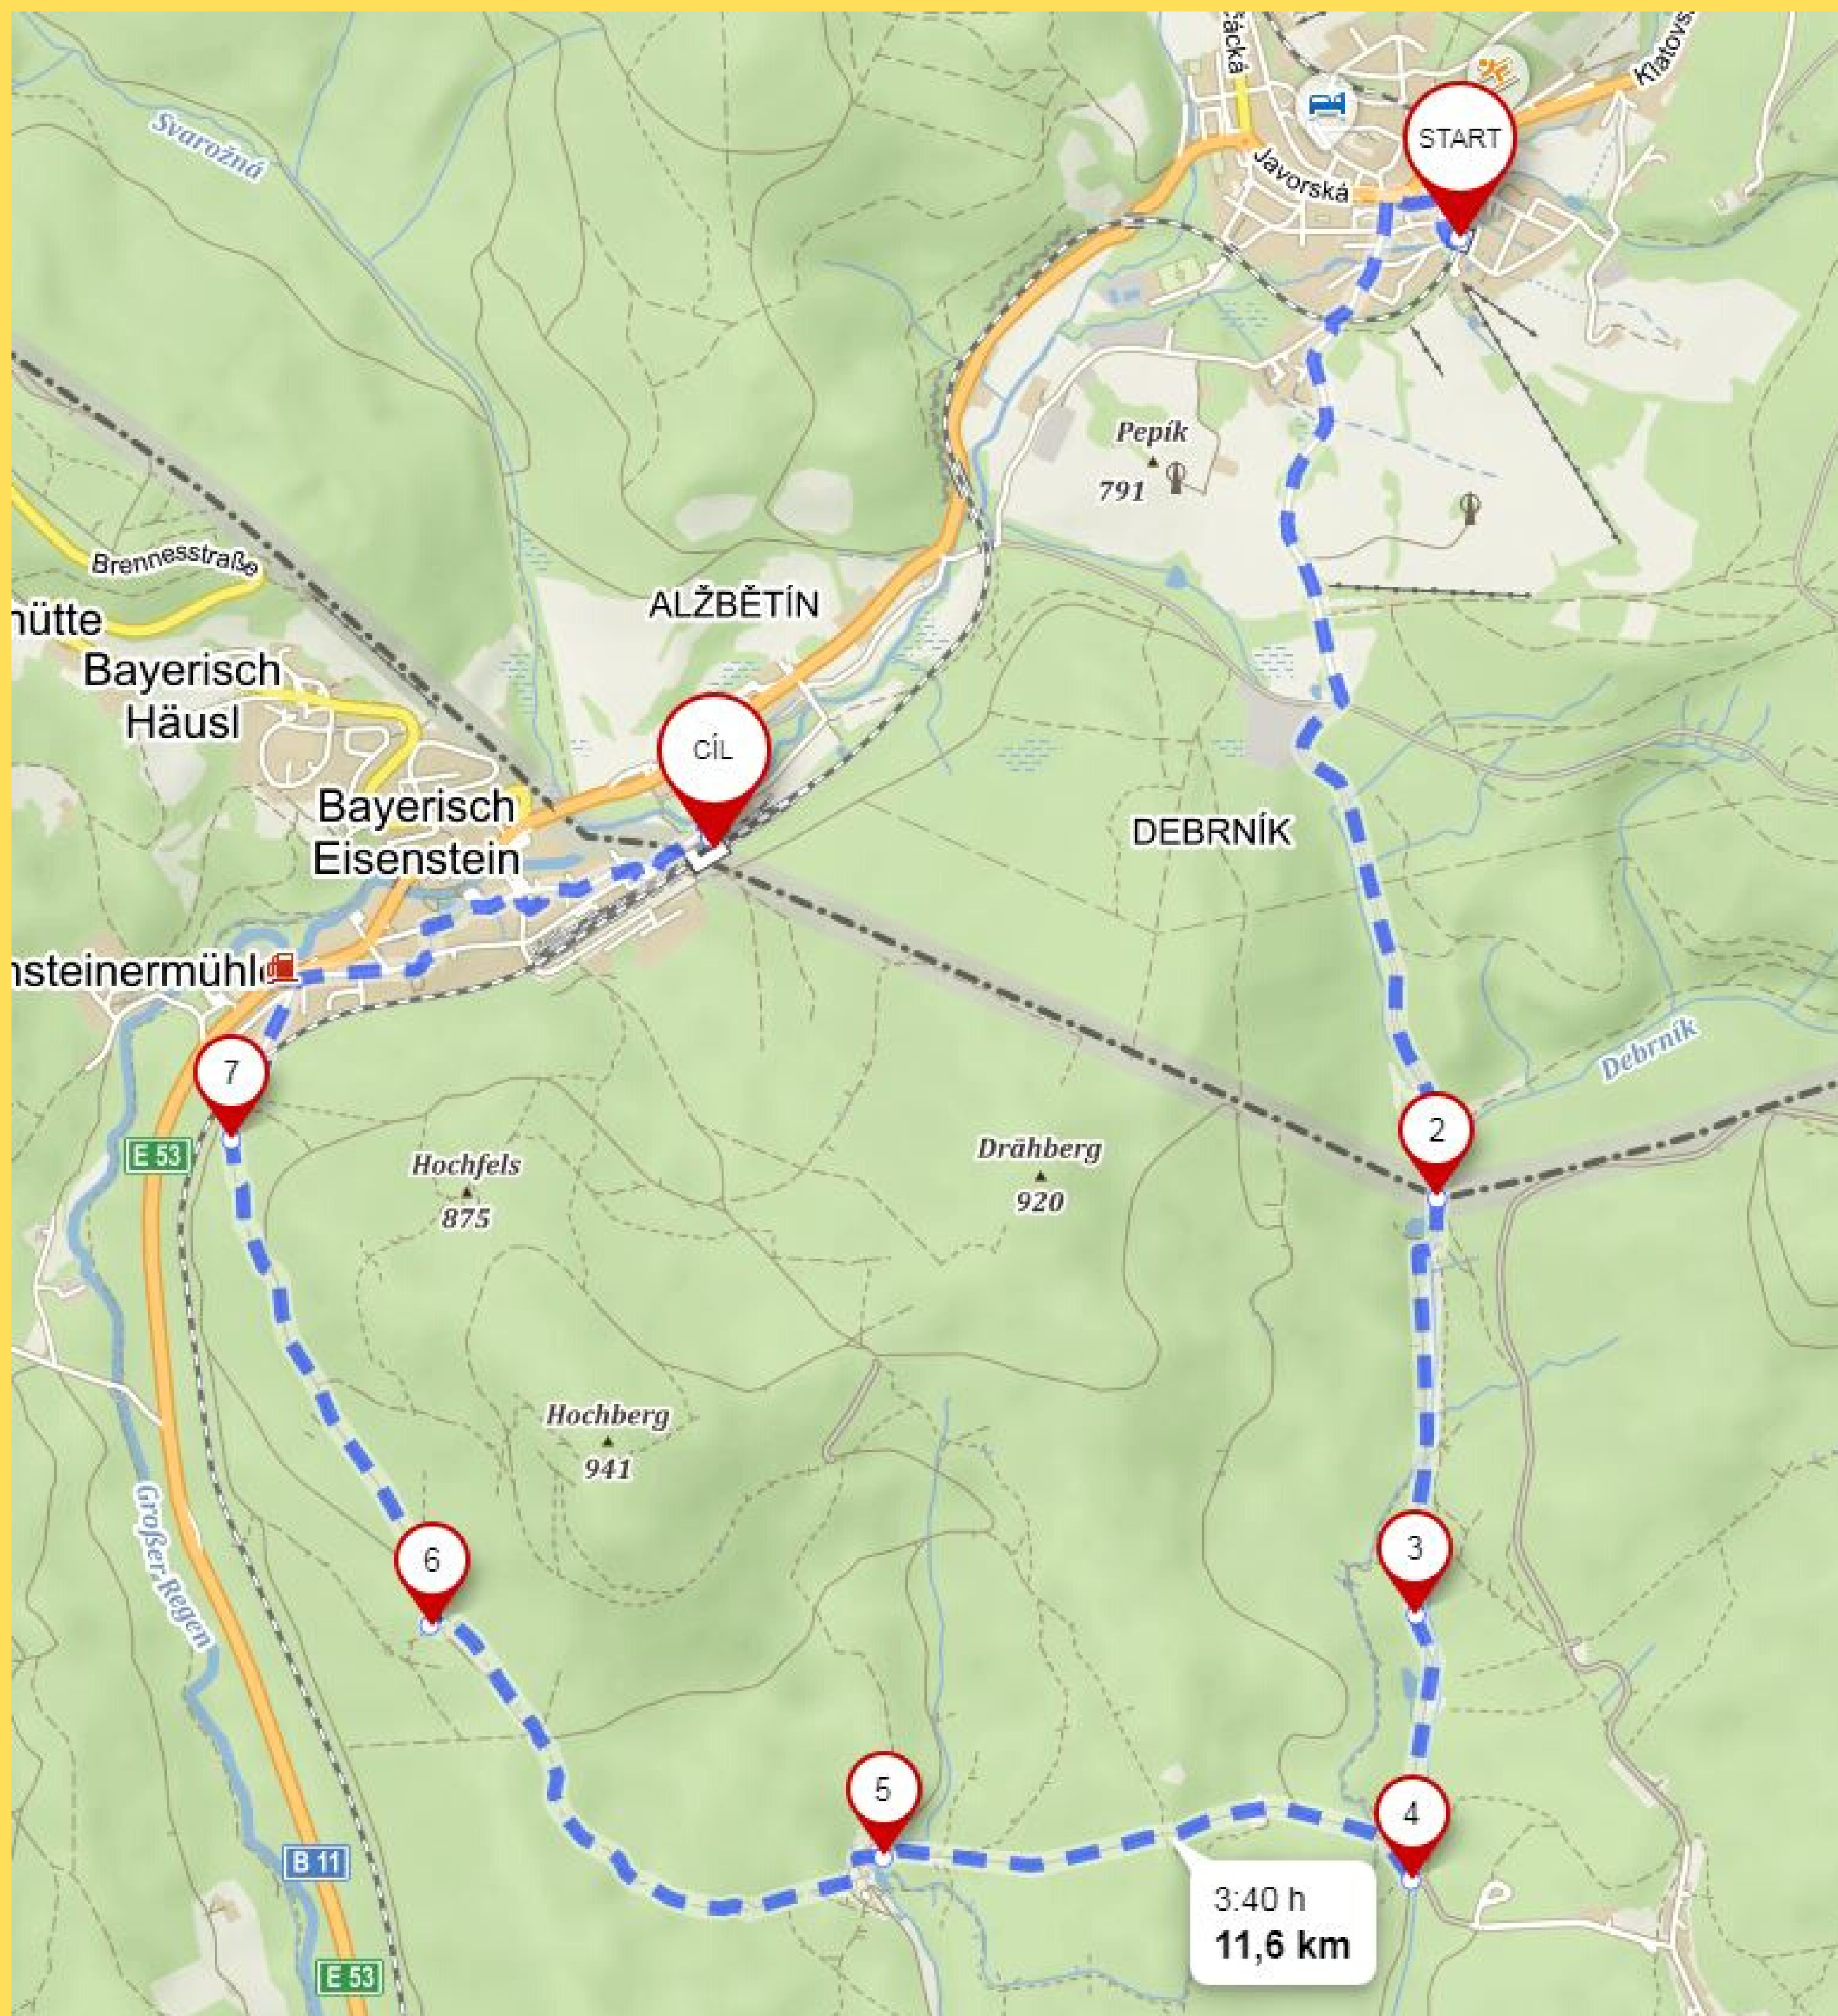 Klatovs
START
Javorská
Svarožná
Pepík
791
Brennesstraße
hütte
ALŽBĚTÍN
Bayerisch
Häusl
CÍL
Bayerisch
Eisenstein
DEBRNÍK
nsteinermühle
Debrník
7
2
E 53
Hochfels
875
Drähberg
920
Hochberg
941
Großer Regen
3
6
5
4
B 11
3:40 h
11,6 km
E 53